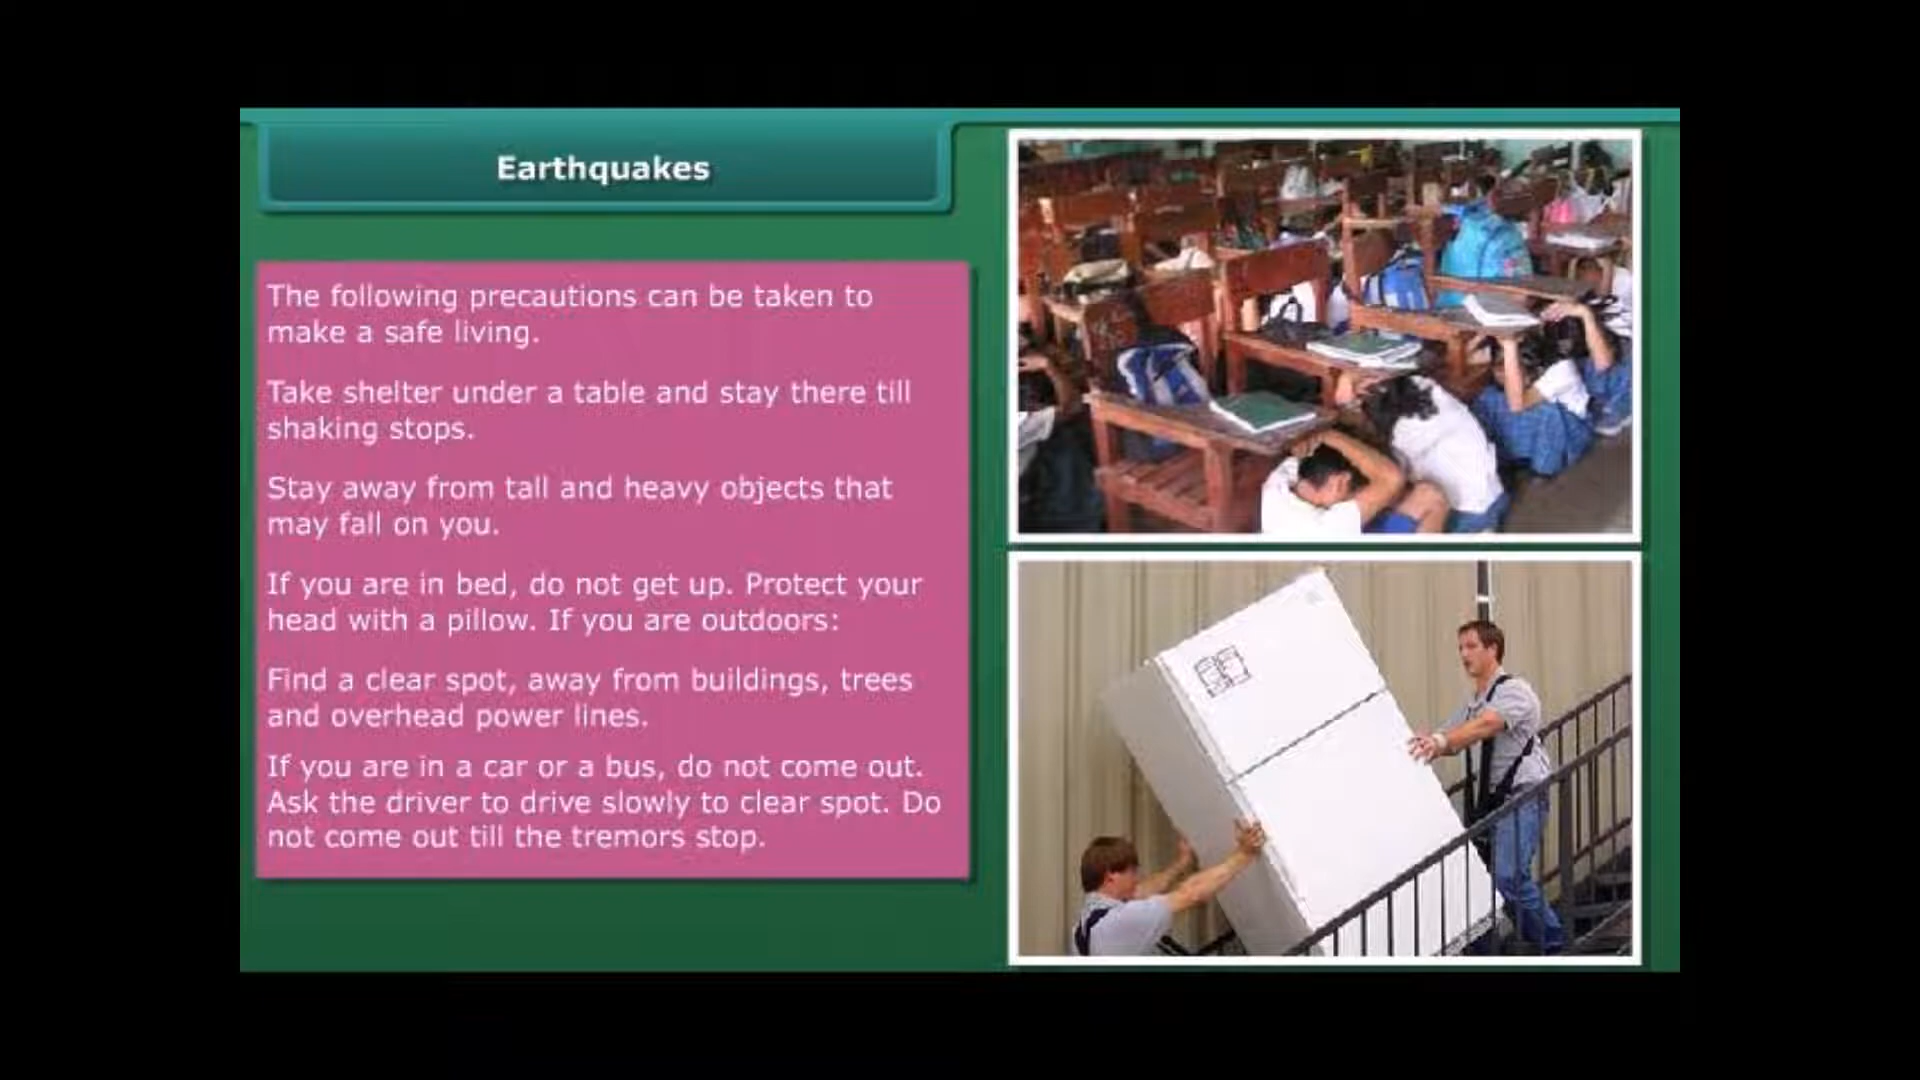 Earthquakes
The following precautions can be taken to
make a safe living.
Take shelter under a table and stay there till
shaking stops.
Stay away from tall and heavy objects that
may fall on you.
If you are in bed, do not get up. Protect your
head with a pillow. If you are outdoors:
Find a clear spot, away from buildings, trees
and overhead power lines.
If you are in a car or a bus, do not come out.
Ask the driver to drive slowly to clear spot. Do
not come out till the tremors stop.